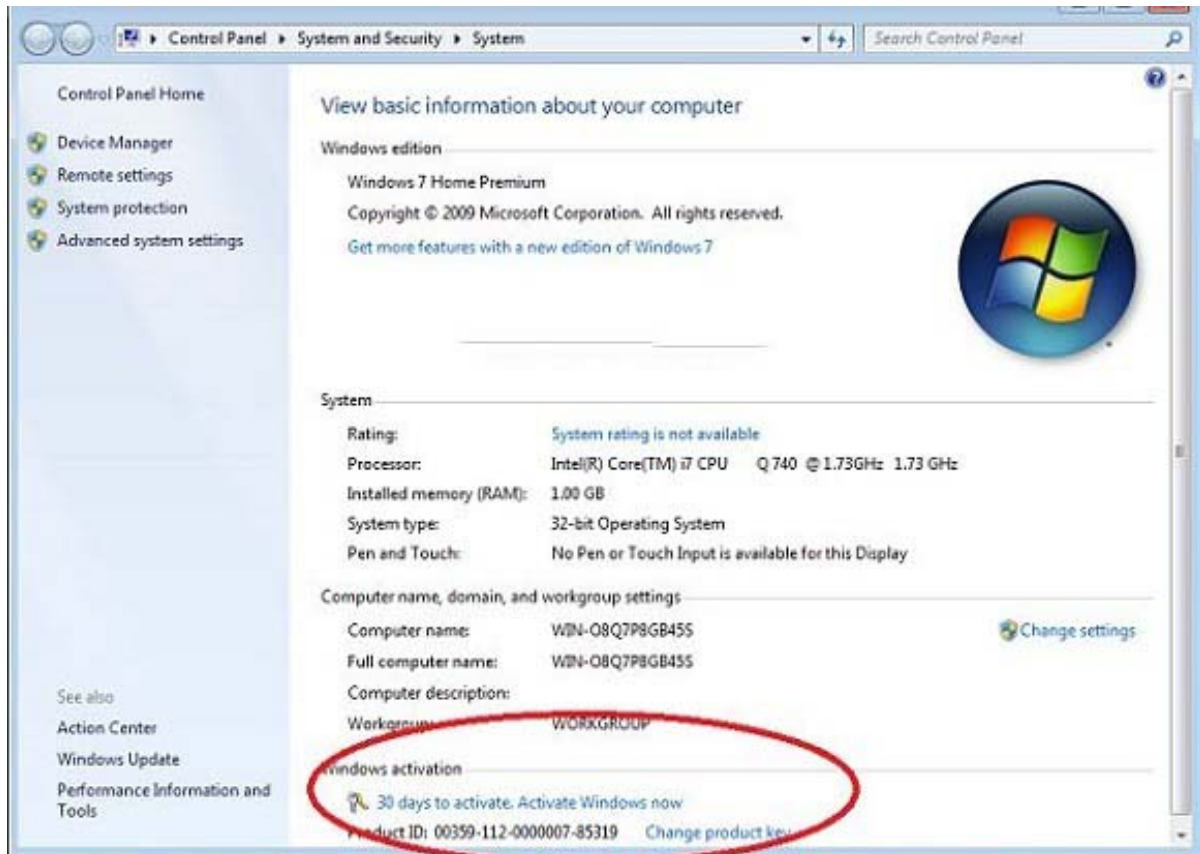 Control Panel ▸ System and Security ▸ System
Search Control Panel
Control Panel Home
Device Manager
Remote settings
System protection
Advanced system settings
See also
Action Center
Windows Update
Performance Information and
Tools
View basic information about your computer
Windows edition
Windows 7 Home Premium
Copyright © 2009 Microsoft Corporation. All rights reserved.
Get more features with a new edition of Windows 7
System
Rating: System rating is not available
Processor: Intel(R) Core(TM) i7 CPU Q 740 @ 1.73GHz 1.73 GHz
Installed memory (RAM): 1.00 GB
System type: 32-bit Operating System
Pen and Touch: No Pen or Touch Input is available for this Display
Computer name, domain, and workgroup settings
Computer name: WIN-O8Q7P8GB45S
Change settings
Full computer name: WIN-O8Q7P8GB45S
Computer description:
Workgroup: WORKGROUP
Windows activation
30 days to activate. Activate Windows now
Product ID: 00359-112-0000007-85319 Change product key